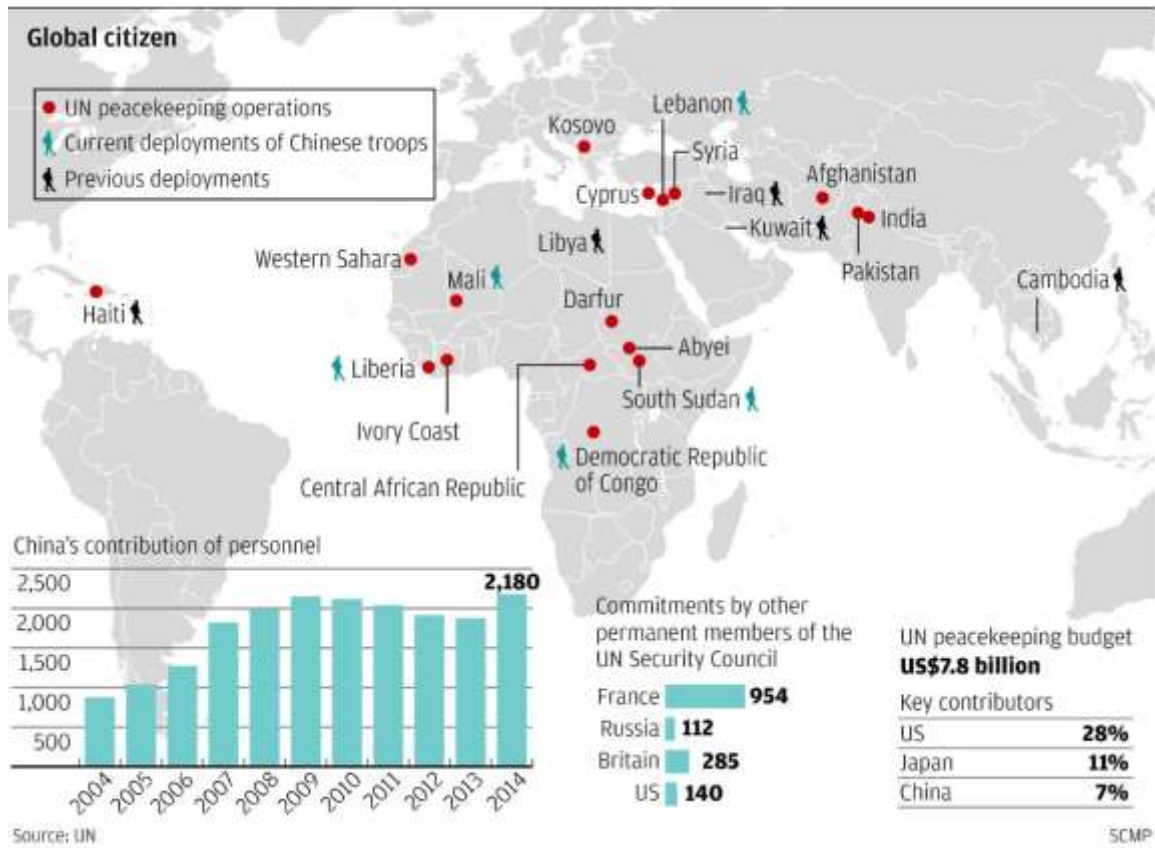 Global citizen
UN peacekeeping operations
Current deployments of Chinese troops
Previous deployments
Lebanon
Kosovo
Syria
Afghanistan
Cyprus
Iraq
India
Kuwait
Libya
Western Sahara
Pakistan
Mali
Cambodia
Darfur
Haiti
Abyei
Liberia
South Sudan
Ivory Coast
Democratic Republic
of Congo
Central African Republic
China's contribution of personnel
2,500
2,180
2,000
1,500
1,000
500
2004 2005 2006 2007 2008 2009 2010 2011 2012 2013 2014
Commitments by other
permanent members of the
UN Security Council
France 954
Russia 112
Britain 285
US 140
UN peacekeeping budget
US$7.8 billion
Key contributors
US 28%
Japan 11%
China 7%
Source: UN
SCMP